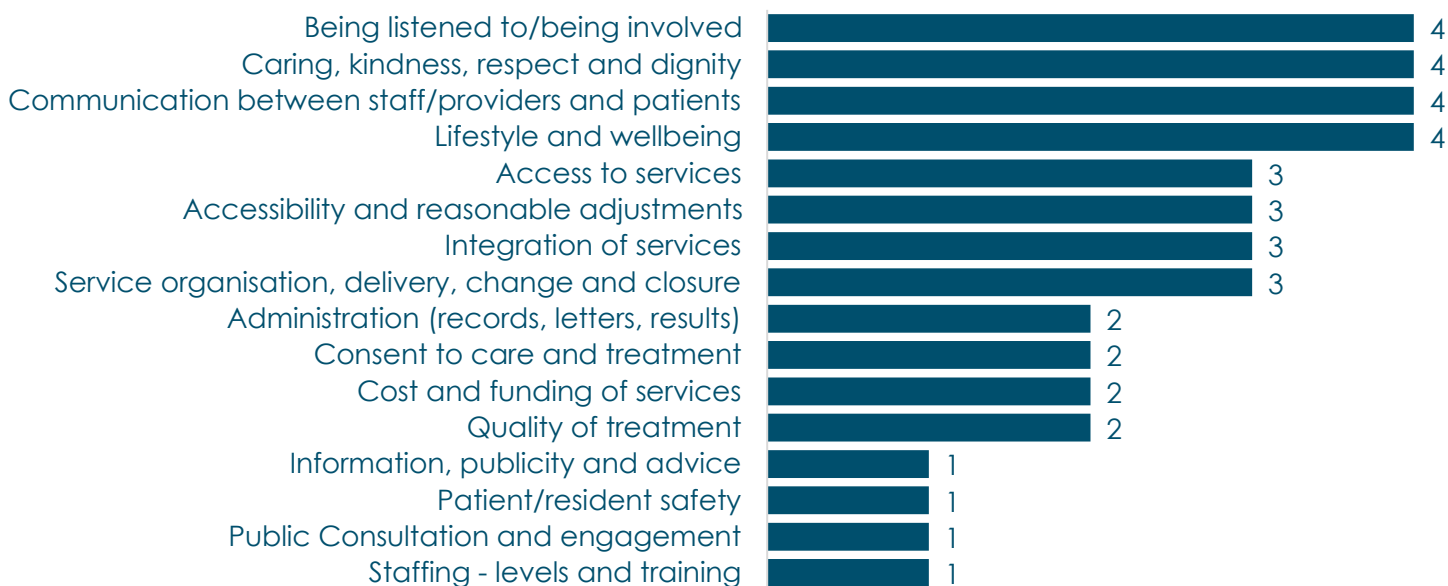 Being listened to/being involved 4
Caring, kindness, respect and dignity 4
Communication between staff/providers and patients 4
Lifestyle and wellbeing 4
Access to services 3
Accessibility and reasonable adjustments 3
Integration of services 3
Service organisation, delivery, change and closure 3
Administration (records, letters, results) 2
Consent to care and treatment 2
Cost and funding of services 2
Quality of treatment 2
Information, publicity and advice 1
Patient/resident safety 1
Public Consultation and engagement 1
Staffing - levels and training 1